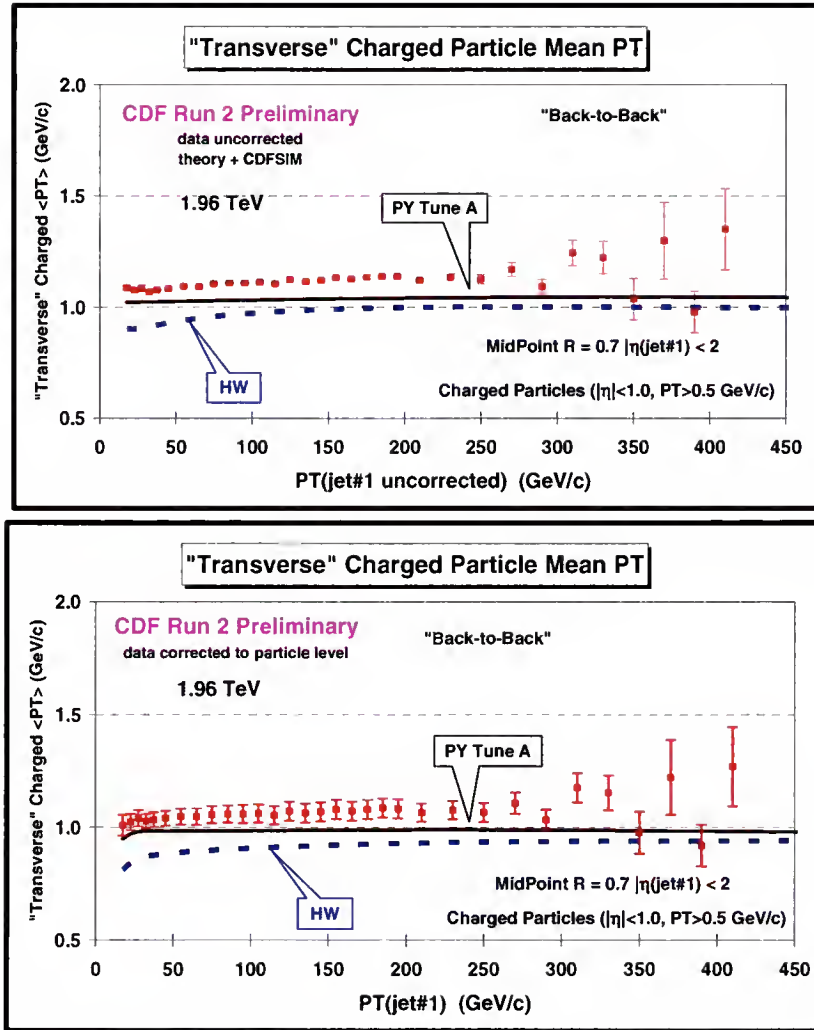 "Transverse" Charged Particle Mean PT
2.0
1.5
1.0
0.5
"Transverse" Charged <PT> (GeV/c)
CDF Run 2 Preliminary
data uncorrected
theory + CDFSIM
1.96 TeV
"Back-to-Back"
PY Tune A
HW
MidPoint R = 0.7 |η(jet#1) < 2
Charged Particles (|η|<1.0, PT>0.5 GeV/c)
0 50 100 150 200 250 300 350 400 450
PT(jet#1 uncorrected) (GeV/c)
"Transverse" Charged Particle Mean PT
2.0
1.5
1.0
0.5
"Transverse" Charged <PT> (GeV/c)
CDF Run 2 Preliminary
data corrected to particle level
1.96 TeV
"Back-to-Back"
PY Tune A
HW
MidPoint R = 0.7 |η(jet#1) < 2
Charged Particles (|η|<1.0, PT>0.5 GeV/c)
0 50 100 150 200 250 300 350 400 450
PT(jet#1) (GeV/c)